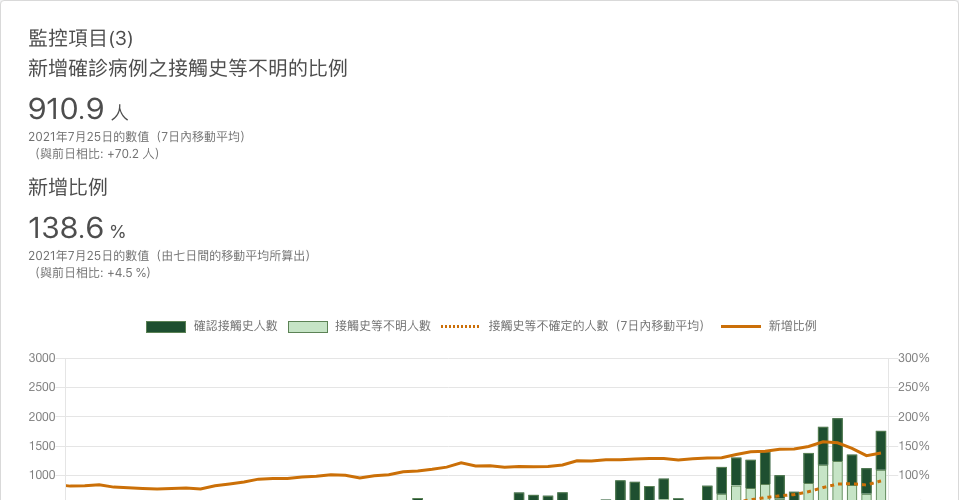 監控項目(3)
新增確診病例之接觸史等不明的比例
910.9 人
2021年7月25日的數值（7日內移動平均）
（與前日相比: +70.2 人）
新增比例
138.6 %
2021年7月25日的數值（由七日間的移動平均所算出）
（與前日相比: +4.5 %）
確認接觸史人數 接觸史等不明人數 接觸史等不確定的人數（7日內移動平均） 新增比例
3000 300%
2500 250%
2000 200%
1500 150%
1000 100%